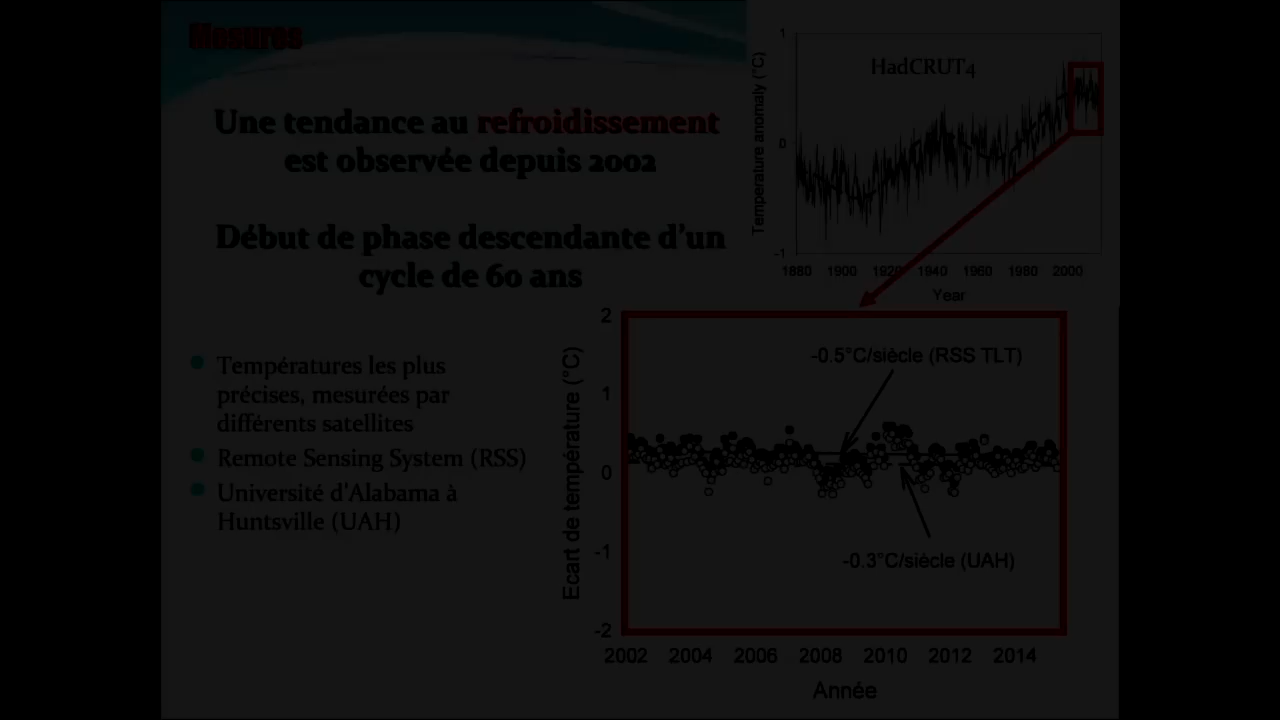 Mesures
Une tendance au refroidissement
est observée depuis 2002
Début de phase descendante d'un
cycle de 60 ans
Températures les plus
précises, mesurées par
différents satellites
Remote Sensing System (RSS)
Université d'Alabama à
Huntsville (UAH)
HadCRUT4
Temperature anomaly (°C)
1
0
-1
1880 1900 1920 1940 1960 1980 2000
Year
Ecart de température (°C)
2
1
0
-1
-2
-0.5°C/siècle (RSS TLT)
-0.3°C/siècle (UAH)
2002 2004 2006 2008 2010 2012 2014
Année